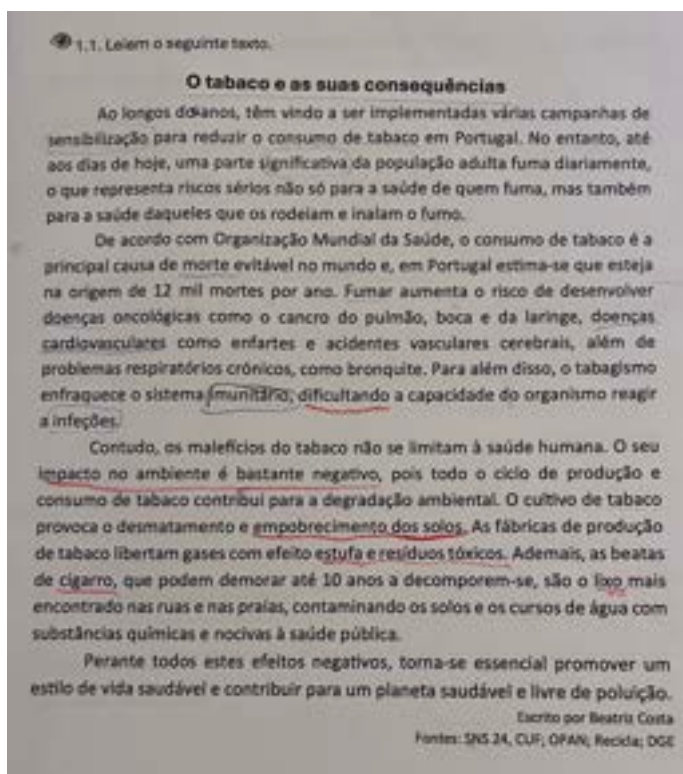 1.1. Leiem o seguinte texto.
O tabaco e as suas consequências
Ao longos do anos, têm vindo a ser implementadas várias campanhas de
sensibilização para reduzir o consumo de tabaco em Portugal. No entanto, até
aos dias de hoje, uma parte significativa da população adulta fuma diariamente,
o que representa riscos sérios não só para a saúde de quem fuma, mas também
para a saúde daqueles que os rodeiam e inalam o fumo.
De acordo com Organização Mundial da Saúde, o consumo de tabaco é a
principal causa de morte evitável no mundo e, em Portugal estima-se que esteja
na origem de 12 mil mortes por ano. Fumar aumenta o risco de desenvolver
doenças oncológicas como o cancro do pulmão, boca e da laringe, doenças
cardiovasculares como enfartes e acidentes vasculares cerebrais, além de
problemas respiratórios crónicos, como bronquite. Para além disso, o tabagismo
enfraquece o sistema imunitário, dificultando a capacidade do organismo reagir
a infeções.
Contudo, os malefícios do tabaco não se limitam à saúde humana. O seu
impacto no ambiente é bastante negativo, pois todo o ciclo de produção e
consumo de tabaco contribui para a degradação ambiental. O cultivo de tabaco
provoca o desmatamento e empobrecimento dos solos. As fábricas de produção
de tabaco libertam gases com efeito estufa e resíduos tóxicos. Ademais, as beatas
de cigarro, que podem demorar até 10 anos a decomporem-se, são o lixo mais
encontrado nas ruas e nas praias, contaminando os solos e os cursos de água com
substâncias químicas e nocivas à saúde pública.
Perante todos estes efeitos negativos, torna-se essencial promover um
estilo de vida saudável e contribuir para um planeta saudável e livre de poluição.
Escrito por Beatriz Costa
Fontes: SNS 24, CUF; OPAN; Recicla; DGE